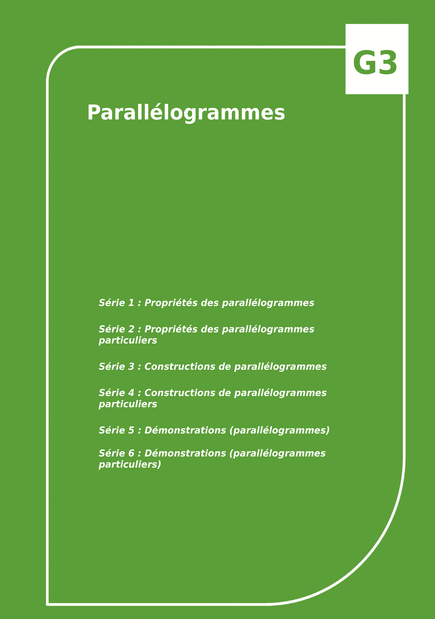 G3
Parallélogrammes
Série 1 : Propriétés des parallélogrammes
Série 2 : Propriétés des parallélogrammes
particuliers
Série 3 : Constructions de parallélogrammes
Série 4 : Constructions de parallélogrammes
particuliers
Série 5 : Démonstrations (parallélogrammes)
Série 6 : Démonstrations (parallélogrammes
particuliers)